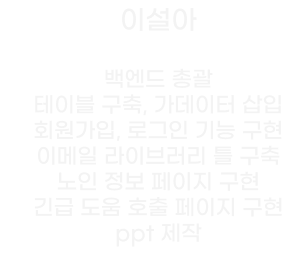 이설아
백엔드 총괄
테이블 구축, 가데이터 삽입
회원가입, 로그인 기능 구현
이메일 라이브러리 틀 구축
노인 정보 페이지 구현
긴급 도움 호출 페이지 구현
ppt 제작